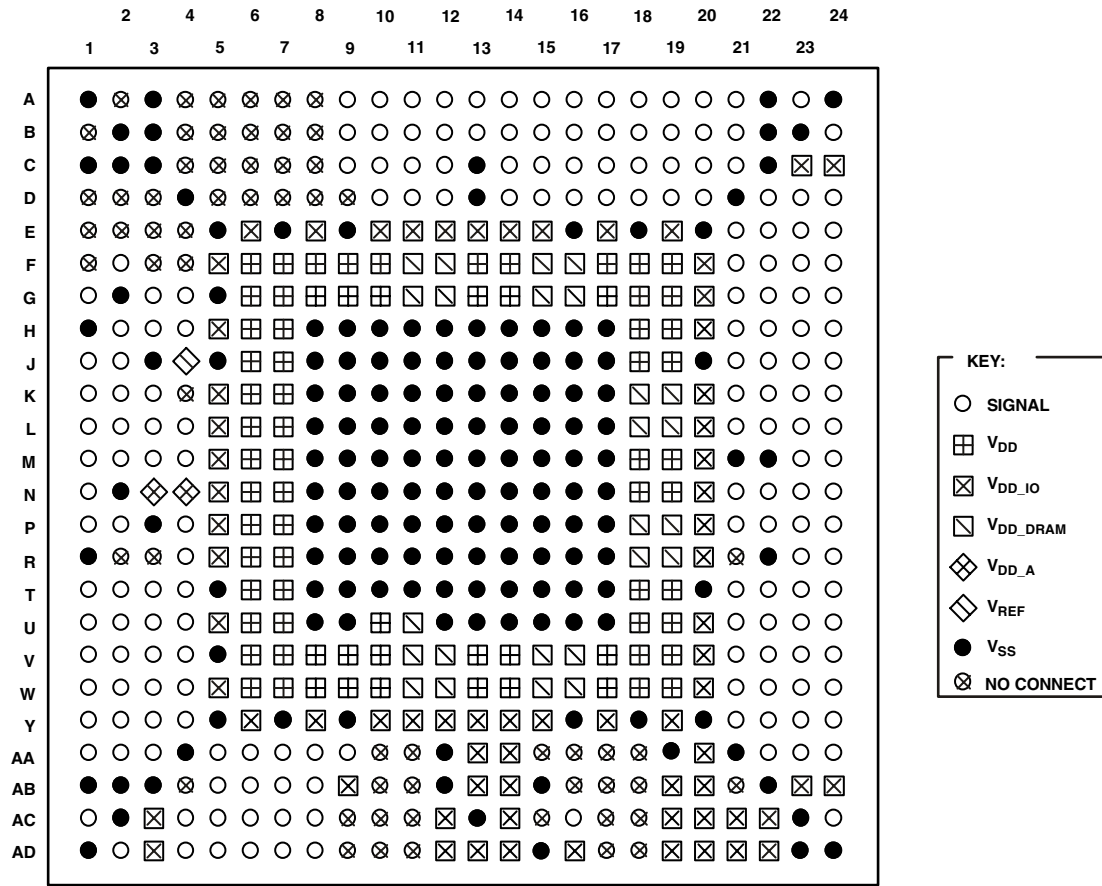 2 4 6 8 10 12 14 16 18 20 22 24
1 3 5 7 9 11 13 15 17 19 21 23
A
B
C
D
E
F
G
H
J
K
L
M
N
P
R
T
U
V
W
Y
AA
AB
AC
AD
KEY:
SIGNAL
VDD
VDD_IO
VDD_DRAM
VDD_A
VREF
VSS
NO CONNECT